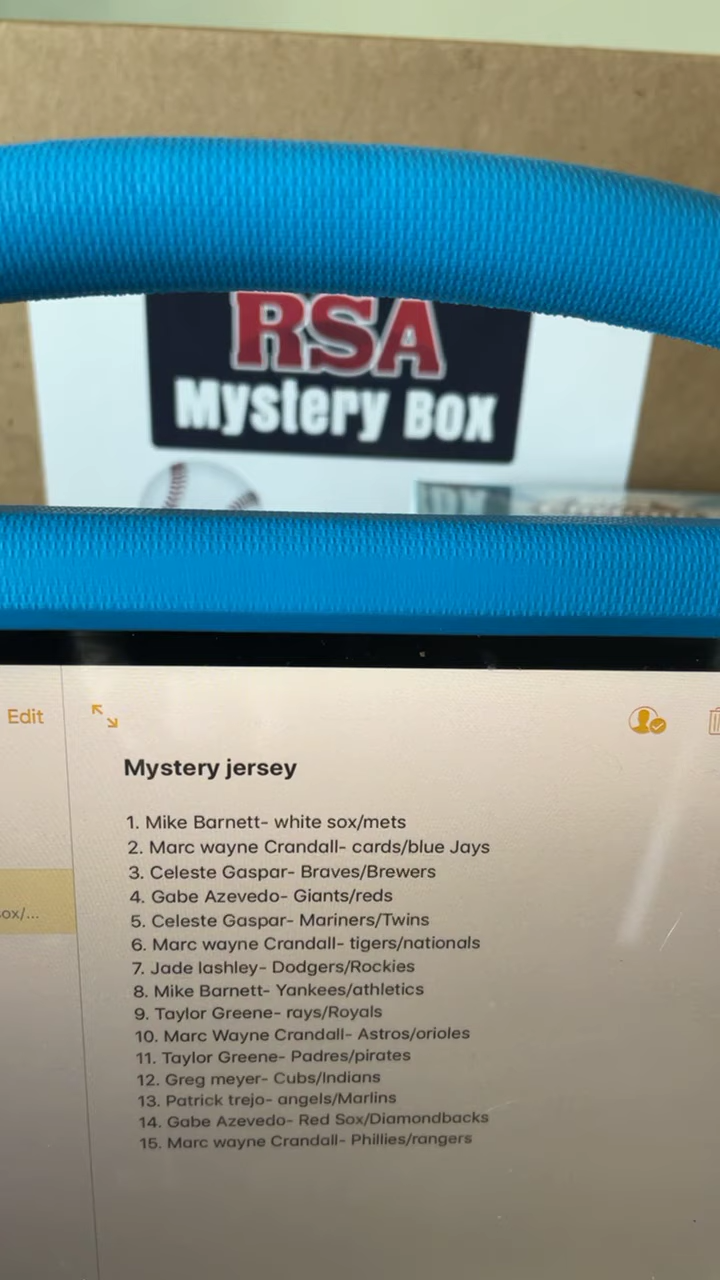 RSA
Mystery Box
Edit
Mystery jersey
1. Mike Barnett- white sox/mets
2. Marc wayne Crandall- cards/blue Jays
3. Celeste Gaspar- Braves/Brewers
4. Gabe Azevedo- Giants/reds
ox/...
5. Celeste Gaspar- Mariners/Twins
6. Marc wayne Crandall- tigers/nationals
7. Jade lashley- Dodgers/Rockies
8. Mike Barnett- Yankees/athletics
9. Taylor Greene- rays/Royals
10. Marc Wayne Crandall- Astros/orioles
11. Taylor Greene- Padres/pirates
12. Greg meyer- Cubs/Indians
13. Patrick trejo- angels/Marlins
14. Gabe Azevedo- Red Sox/Diamondbacks
15. Marc wayne Crandall- Phillies/rangers